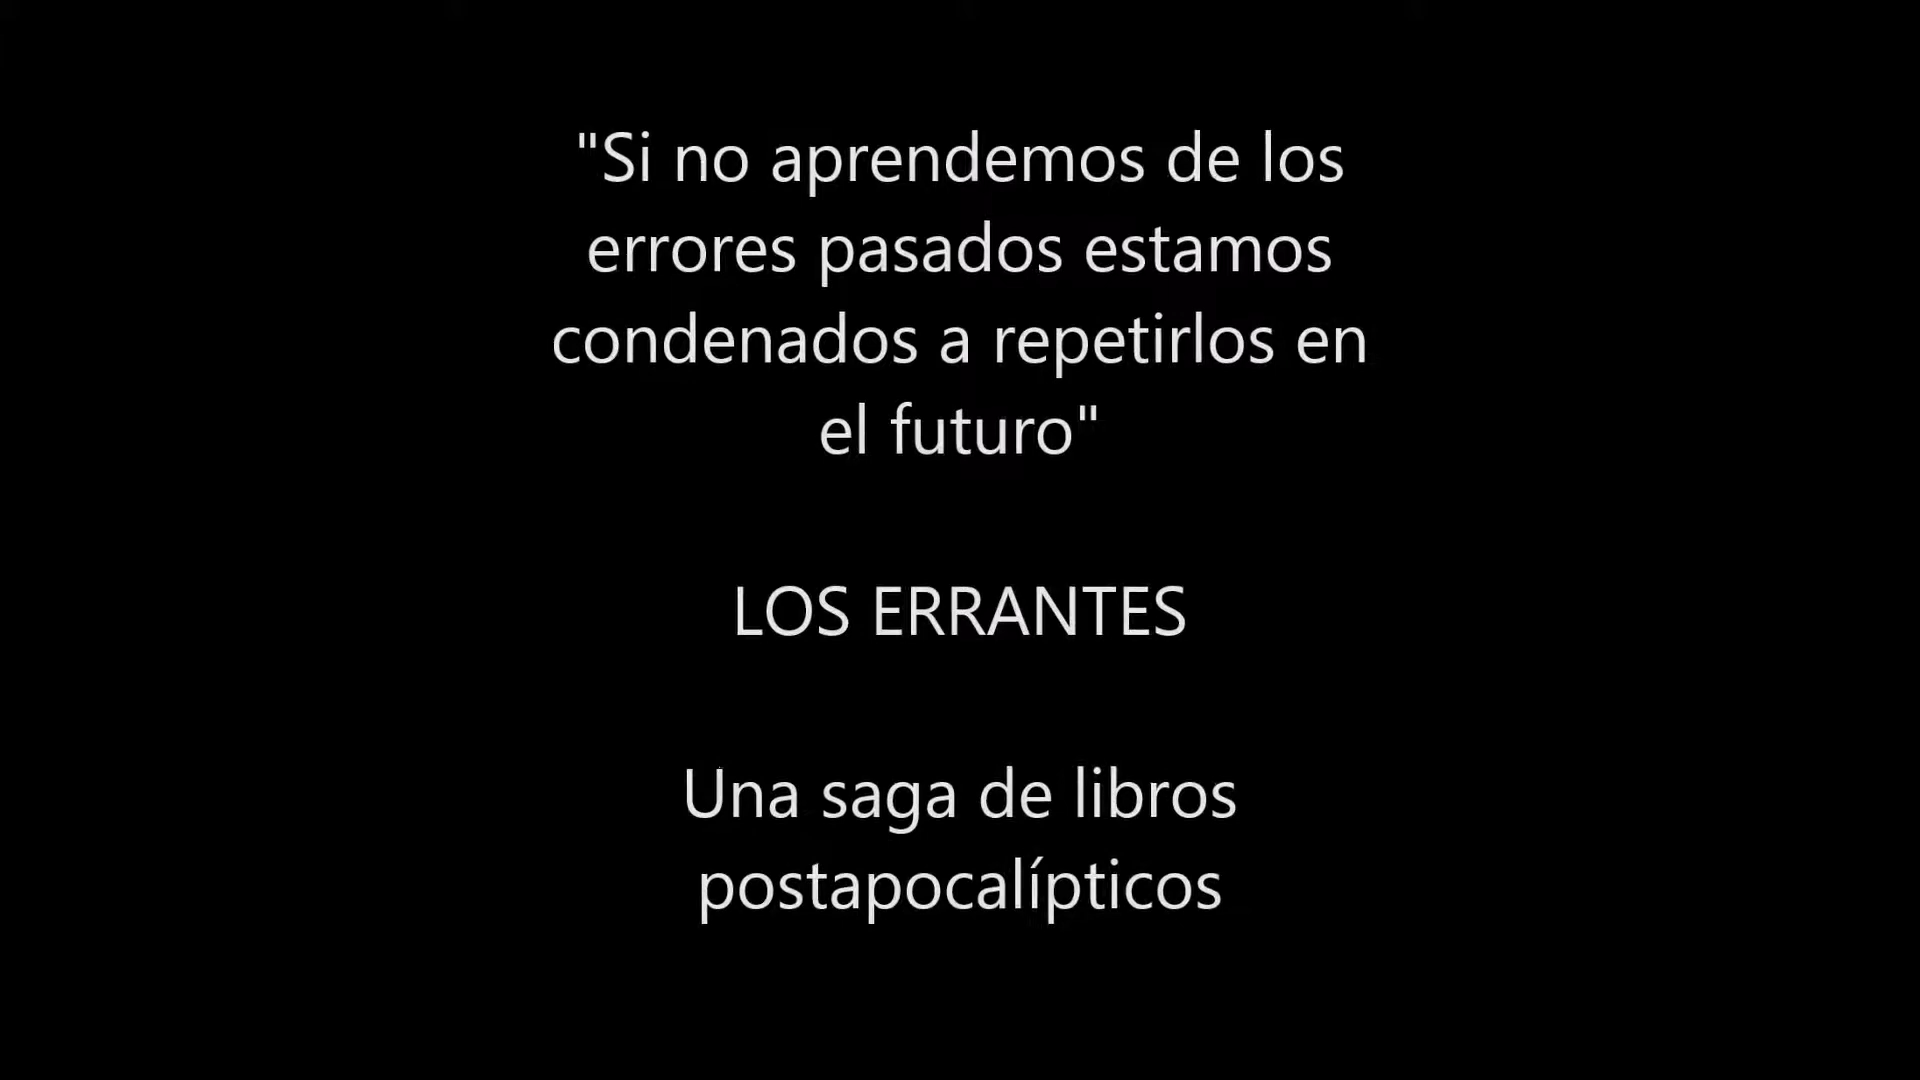 "Si no aprendemos de los
errores pasados estamos
condenados a repetirlos en
el futuro"
LOS ERRANTES
Una saga de libros
postapocalípticos